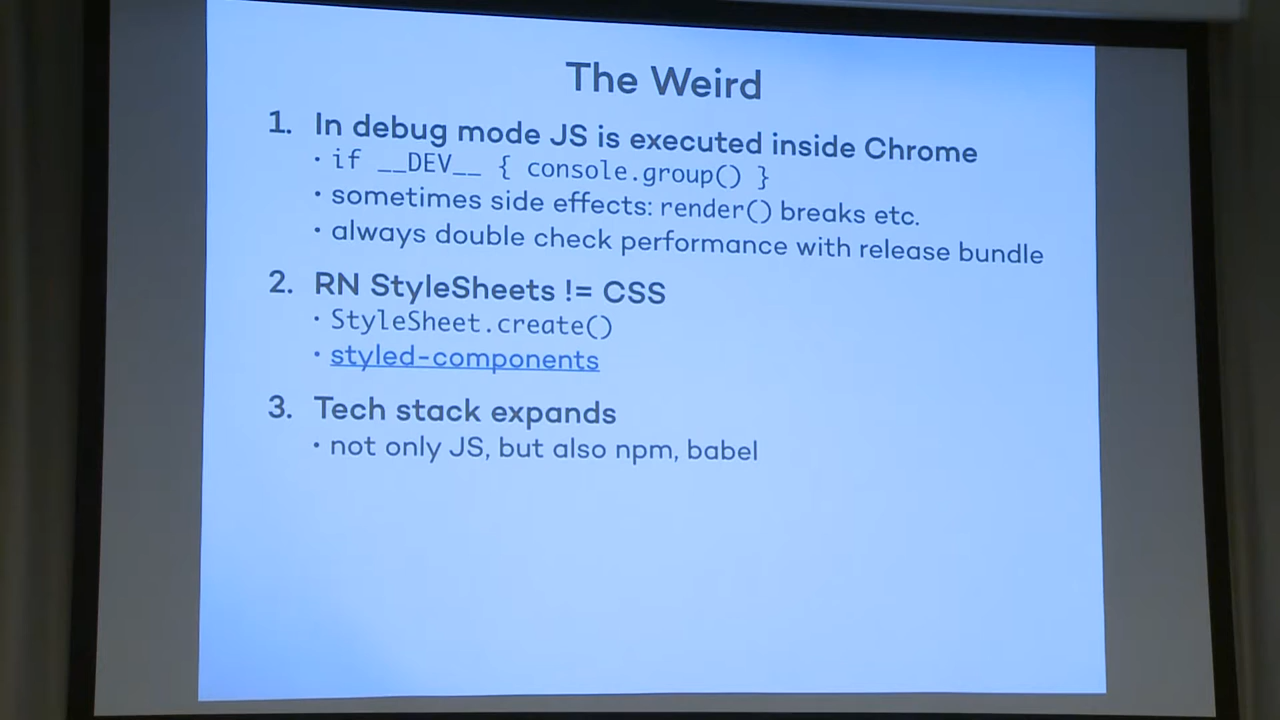 The Weird
1. In debug mode JS is executed inside Chrome
• if __DEV__ { console.group() }
• sometimes side effects: render() breaks etc.
• always double check performance with release bundle
2. RN StyleSheets != CSS
• StyleSheet.create()
• styled-components
3. Tech stack expands
• not only JS, but also npm, babel